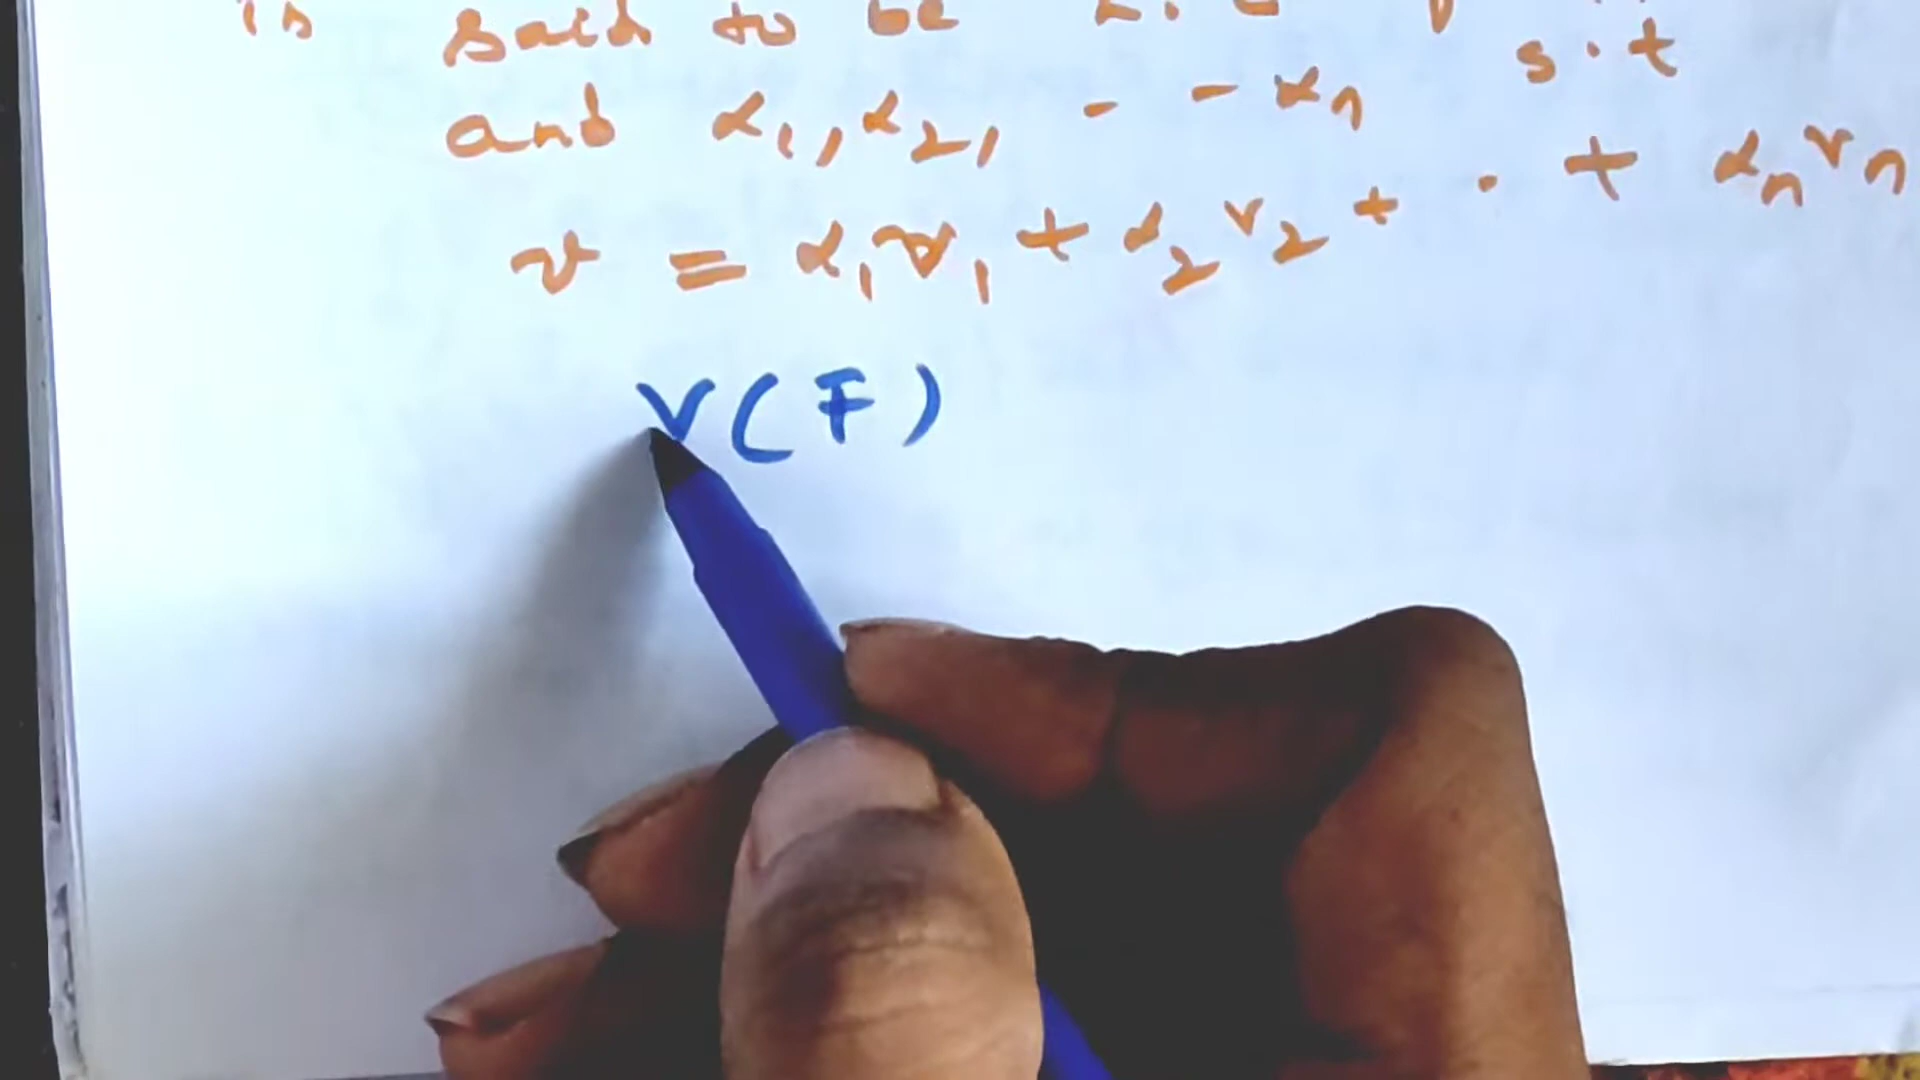 is said to be
s.t
and α₁, α₂, - - αₙ
v = α₁v₁ + α₂v₂ + . + αₙvₙ
V(F)